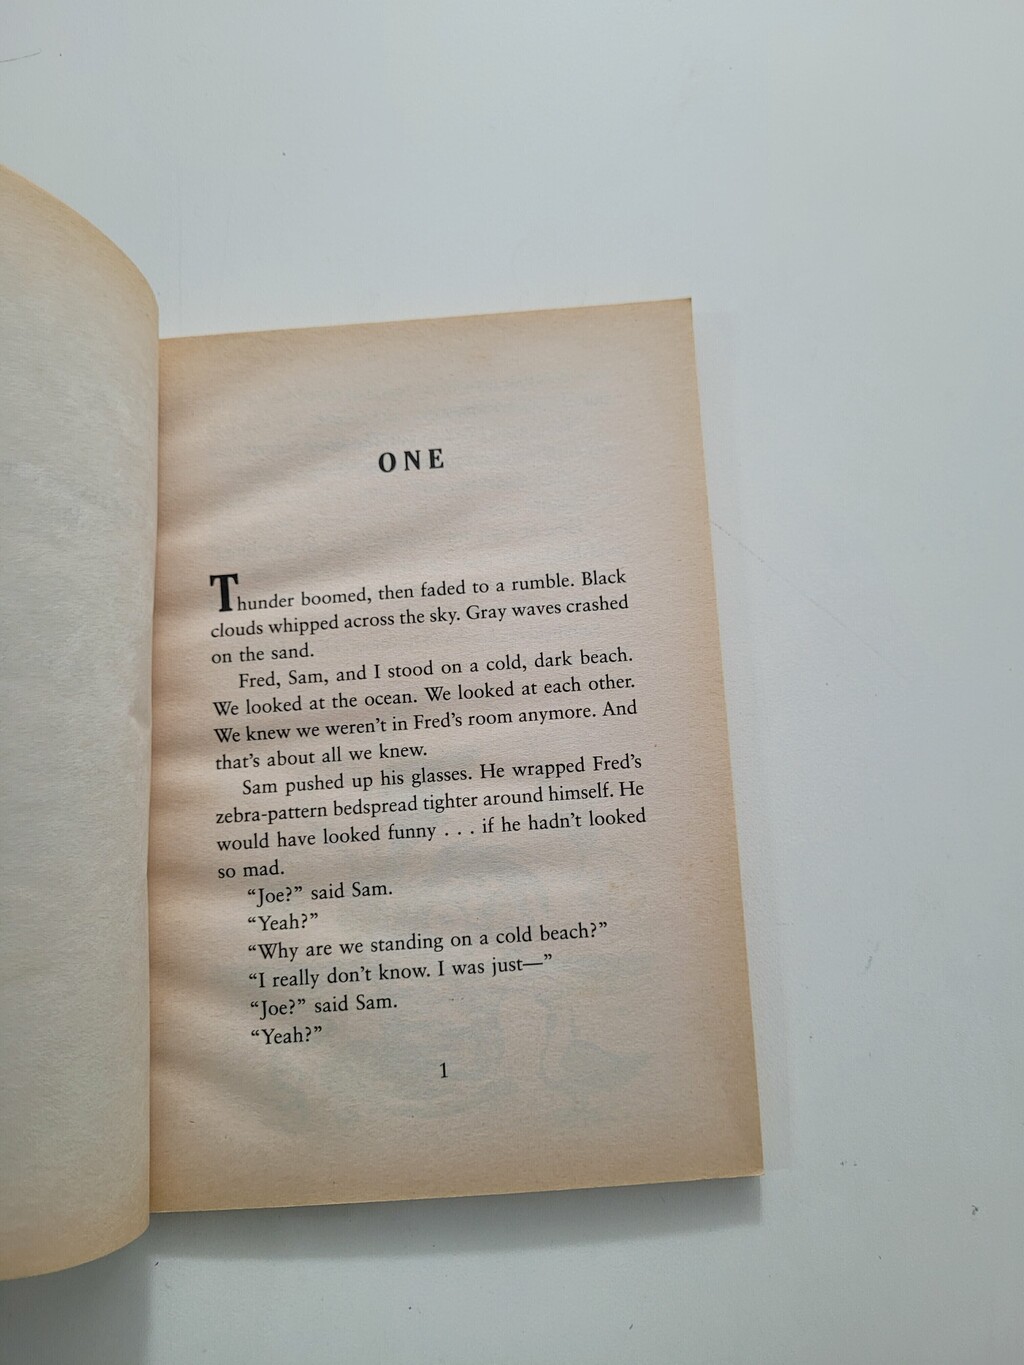 ONE
Thunder boomed, then faded to a rumble. Black
clouds whipped across the sky. Gray waves crashed
on the sand.
Fred, Sam, and I stood on a cold, dark beach.
We looked at the ocean. We looked at each other.
We knew we weren’t in Fred’s room anymore. And
that’s about all we knew.
Sam pushed up his glasses. He wrapped Fred’s
zebra-pattern bedspread tighter around himself. He
would have looked funny . . . if he hadn’t looked
so mad.
“Joe?” said Sam.
“Yeah?”
“Why are we standing on a cold beach?”
“I really don’t know. I was just—”
“Joe?” said Sam.
“Yeah?”
1